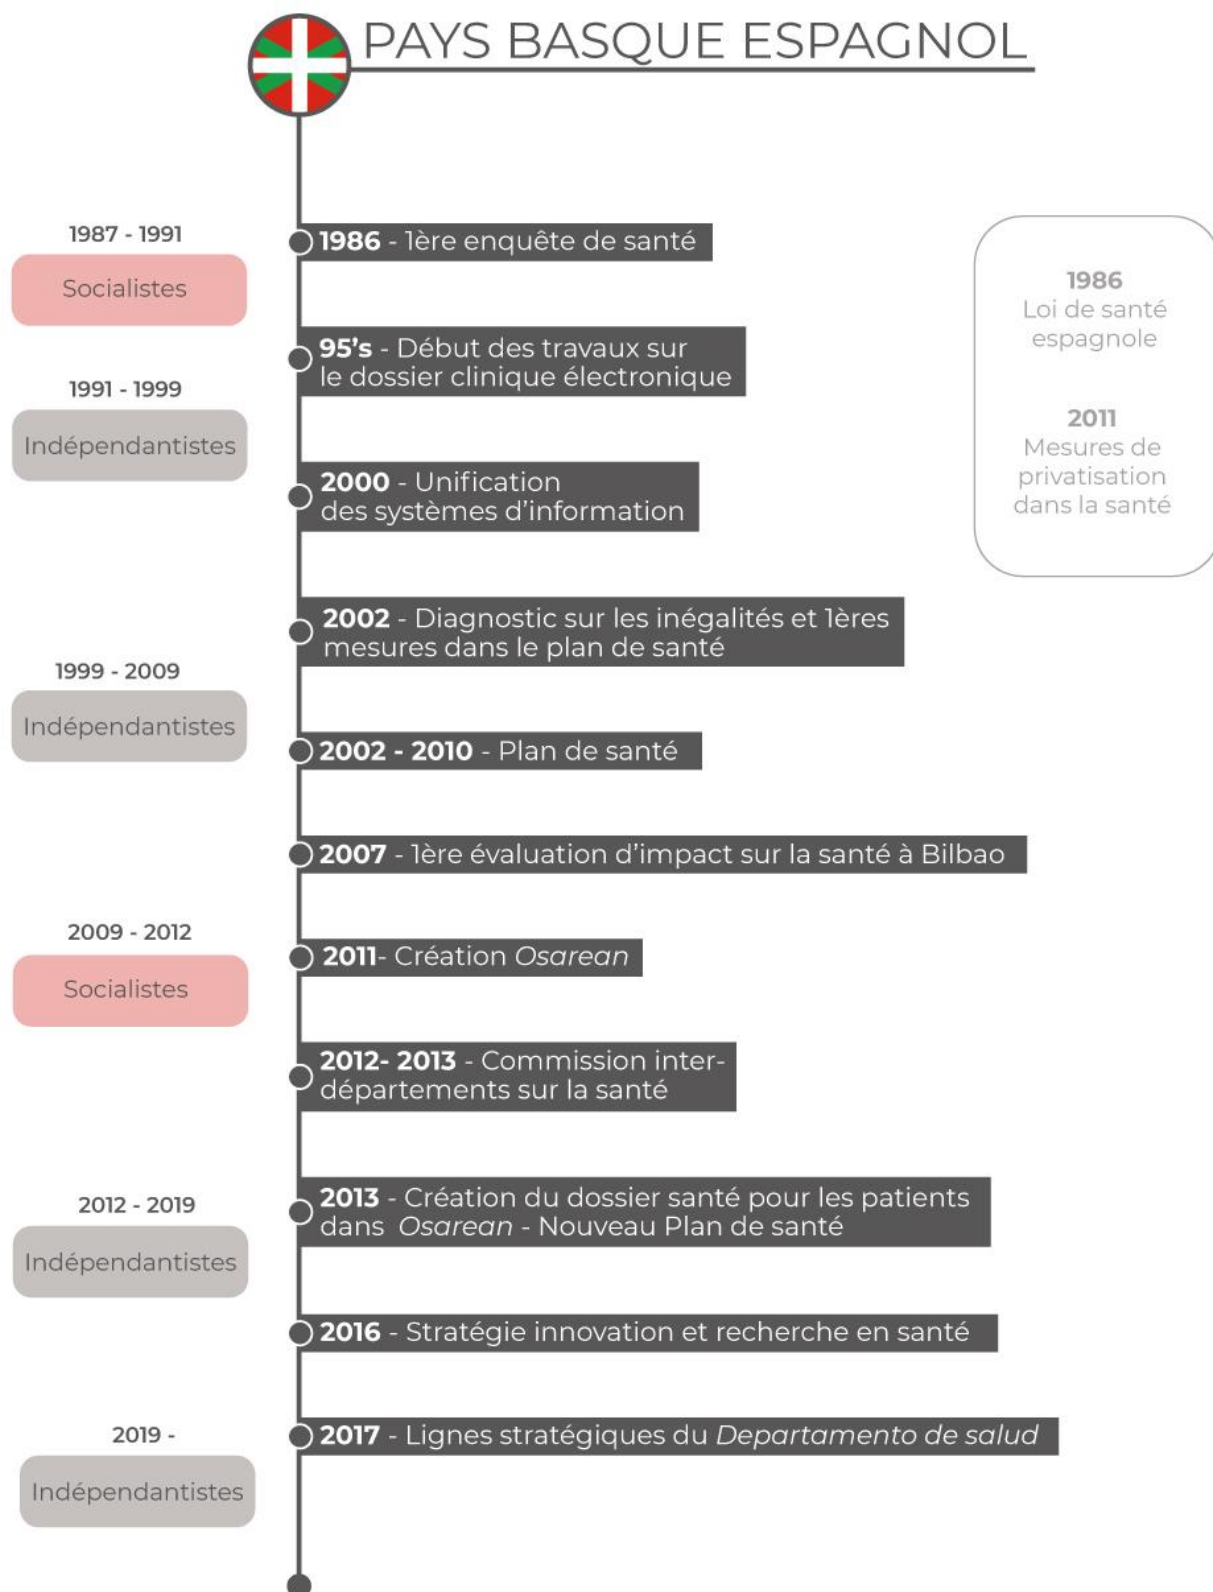 PAYS BASQUE ESPAGNOL
1987 - 1991
Socialistes
1991 - 1999
Indépendantistes
1999 - 2009
Indépendantistes
2009 - 2012
Socialistes
2012 - 2019
Indépendantistes
2019 -
Indépendantistes
1986 - 1ère enquête de santé
95’s - Début des travaux sur
le dossier clinique électronique
2000 - Unification
des systèmes d’information
2002 - Diagnostic sur les inégalités et 1ères
mesures dans le plan de santé
2002 - 2010 - Plan de santé
2007 - 1ère évaluation d’impact sur la santé à Bilbao
2011- Création Osarean
2012- 2013 - Commission inter-
départements sur la santé
2013 - Création du dossier santé pour les patients
dans Osarean - Nouveau Plan de santé
2016 - Stratégie innovation et recherche en santé
2017 - Lignes stratégiques du Departamento de salud
1986
Loi de santé
espagnole
2011
Mesures de
privatisation
dans la santé